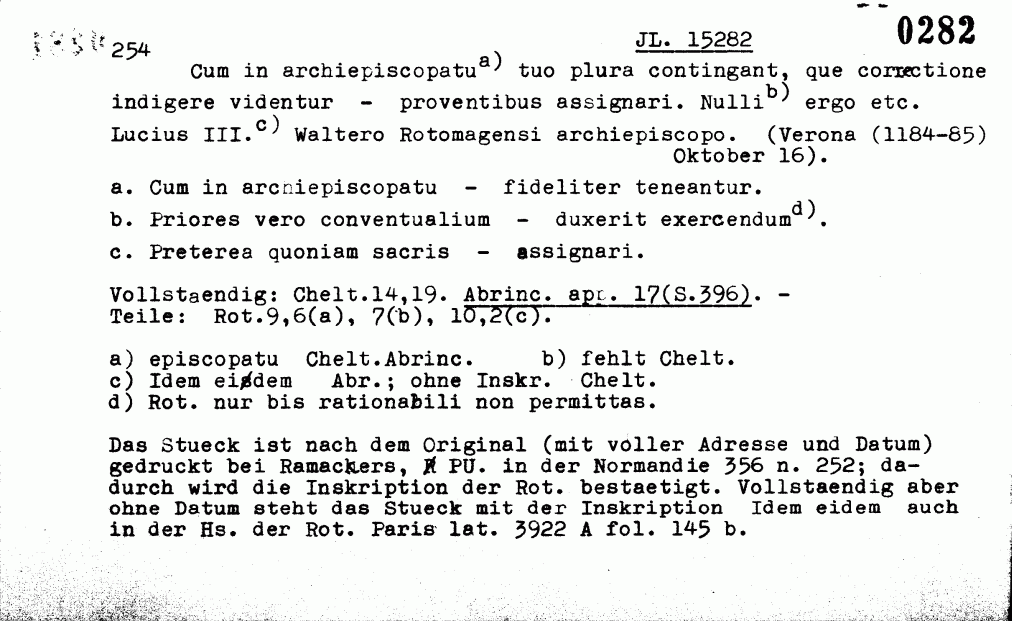 0282
254 JL. 15282
Cum in archiepiscopatu a) tuo plura contingant, que correctione
indigere videntur - proventibus assignari. Nulli b) ergo etc.
Lucius III. c) Waltero Rotomagensi archiepiscopo. (Verona (1184-85)
Oktober 16).
a. Cum in archiepiscopatu - fideliter teneantur.
b. Priores vero conventualium - duxerit exercendum d).
c. Preterea quoniam sacris - assignari.
Vollstaendig: Chelt.14,19. Abrinc. app. 17(S.396). -
Teile: Rot.9,6(a), 7(b), 10,2(c).
a) episcopatu Chelt.Abrinc. b) fehlt Chelt.
c) Idem eidem Abr.; ohne Inskr. Chelt.
d) Rot. nur bis rationabili non permittas.
Das Stueck ist nach dem Original (mit voller Adresse und Datum)
gedruckt bei Ramackers, PU. in der Normandie 356 n. 252; da-
durch wird die Inskription der Rot. bestaetigt. Vollstaendig aber
ohne Datum steht das Stueck mit der Inskription Idem eidem auch
in der Hs. der Rot. Paris lat. 3922 A fol. 145 b.